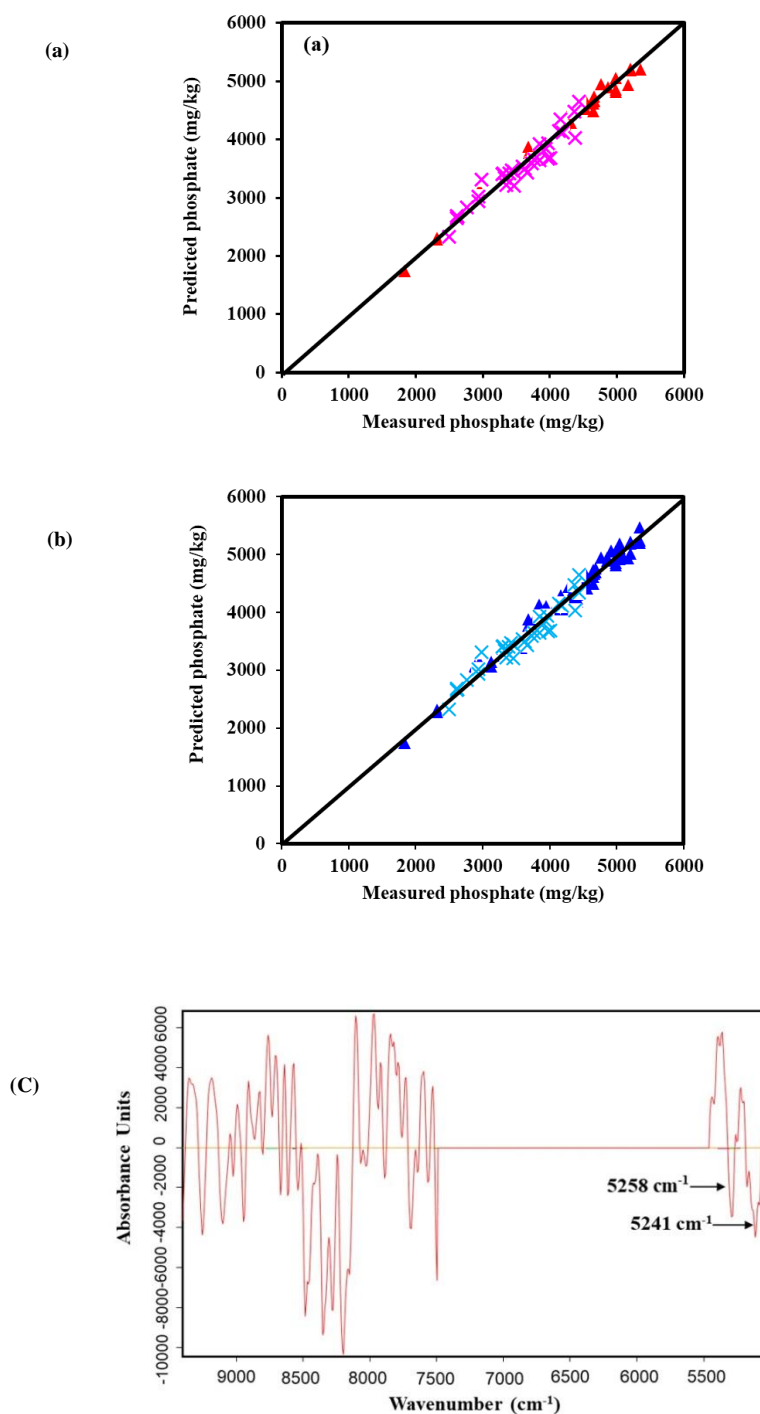 (a)
(a)
6000
5000
4000
3000
2000
1000
0
Predicted phosphate (mg/kg)
0 1000 2000 3000 4000 5000 6000
Measured phosphate (mg/kg)
(b)
6000
5000
4000
3000
2000
1000
0
Predicted phosphate (mg/kg)
0 1000 2000 3000 4000 5000 6000
Measured phosphate (mg/kg)
(C)
Absorbance Units
-10000 -8000 -6000 -4000 -2000 0 2000 4000 6000
5258 cm⁻¹
5241 cm⁻¹
9000 8500 8000 7500 7000 6500 6000 5500
Wavenumber (cm⁻¹)